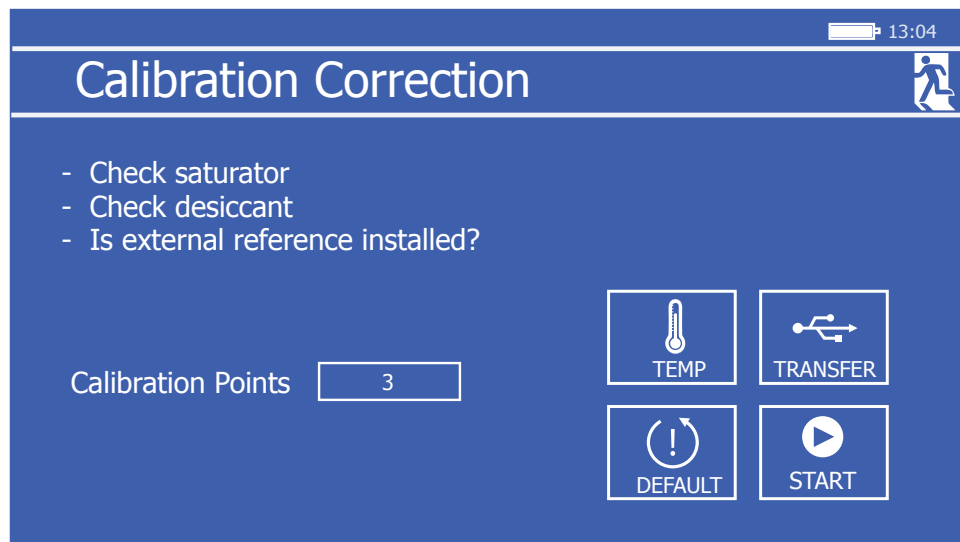 13:04
Calibration Correction
- Check saturator
- Check desiccant
- Is external reference installed?
Calibration Points 3
TEMP
TRANSFER
!
DEFAULT
START